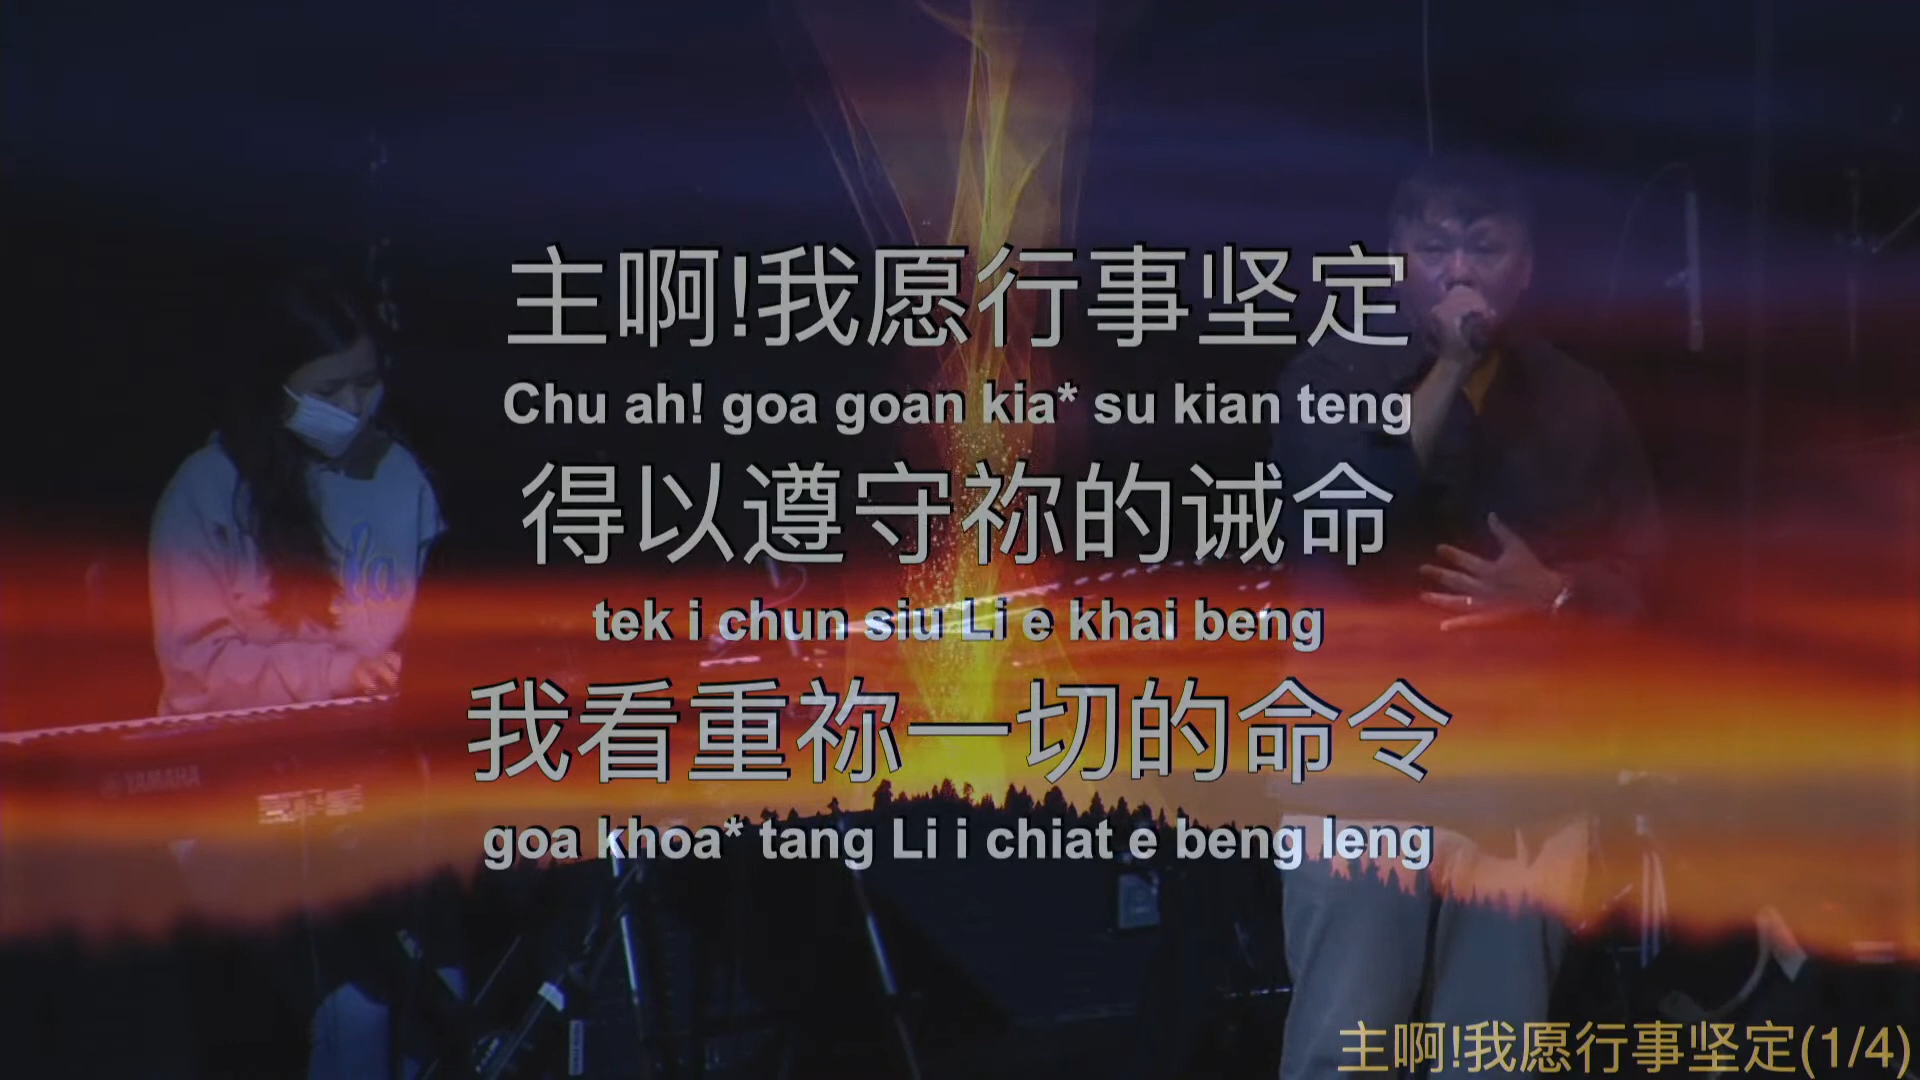 主啊!我愿行事坚定
Chu ah! goa goan kia* su kian teng
得以遵守祢的诫命
tek i chun siu Li e khai beng
我看重祢一切的命令
goa khoa* tang Li i chiat e beng leng
YAMAHA
主啊!我愿行事坚定(1/4)